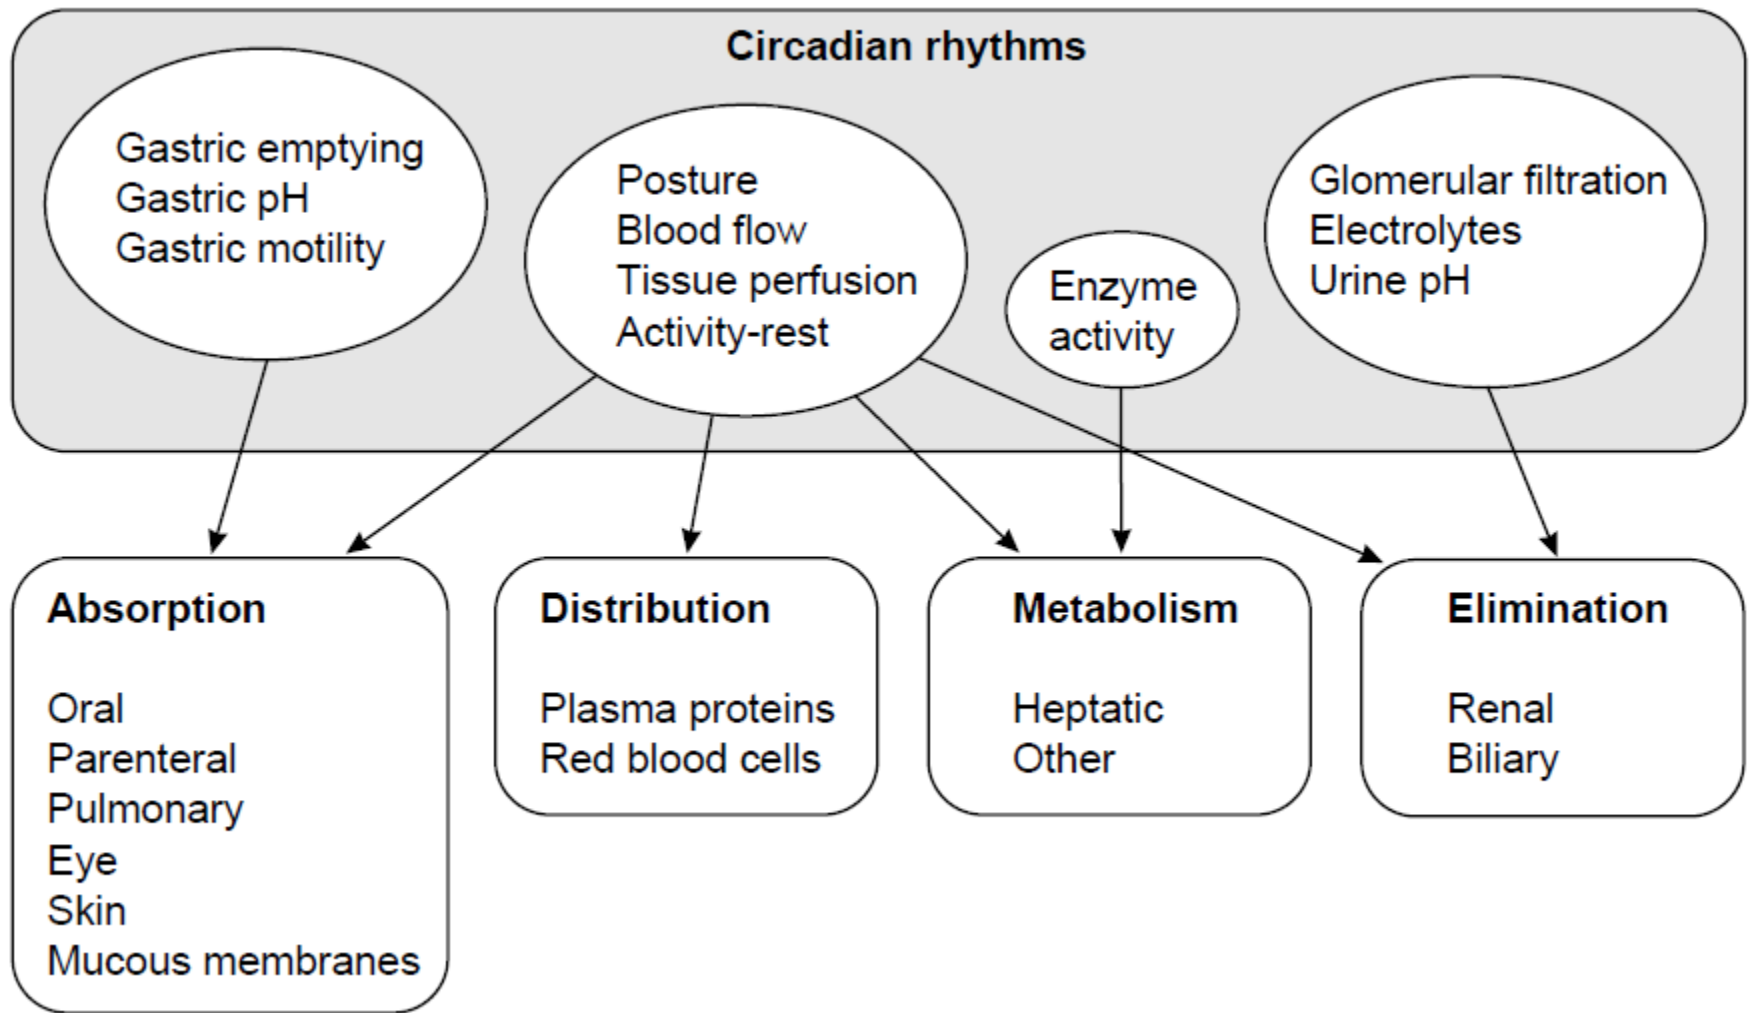 Circadian rhythms
Gastric emptying
Gastric pH
Gastric motility
Posture
Blood flow
Tissue perfusion
Activity-rest
Enzyme
activity
Glomerular filtration
Electrolytes
Urine pH
Absorption
Oral
Parenteral
Pulmonary
Eye
Skin
Mucous membranes
Distribution
Plasma proteins
Red blood cells
Metabolism
Heptatic
Other
Elimination
Renal
Biliary